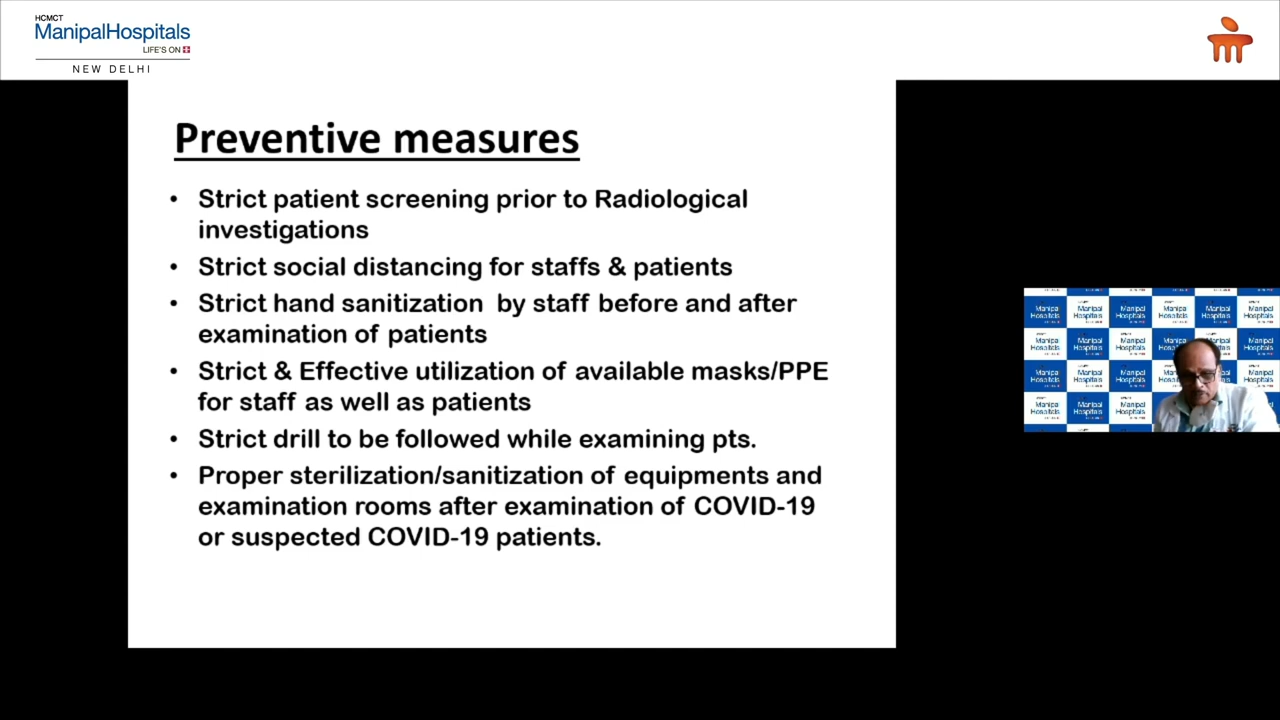 HCMCT
ManipalHospitals
LIFE'S ON
NEW DELHI
Preventive measures
• Strict patient screening prior to Radiological
investigations
• Strict social distancing for staffs & patients
• Strict hand sanitization by staff before and after
examination of patients
• Strict & Effective utilization of available masks/PPE
for staff as well as patients
• Strict drill to be followed while examining pts.
• Proper sterilization/sanitization of equipments and
examination rooms after examination of COVID-19
or suspected COVID-19 patients.
Manipal
Hospitals